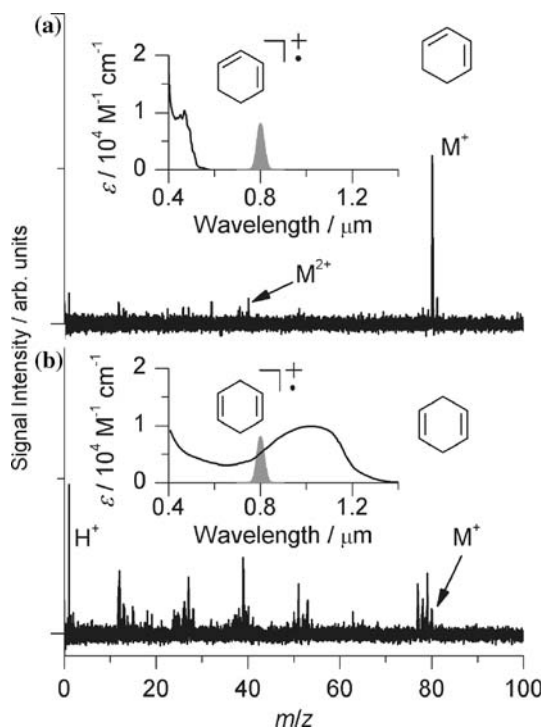 (a)
+
•
2
1
0
ε / 10⁴ M⁻¹ cm⁻¹
0.4 0.8 1.2
Wavelength / μm
M⁺
M²⁺
Signal Intensity / arb. units
(b)
+
•
2
1
0
ε / 10⁴ M⁻¹ cm⁻¹
0.4 0.8 1.2
Wavelength / μm
H⁺
M⁺
0 20 40 60 80 100
m/z